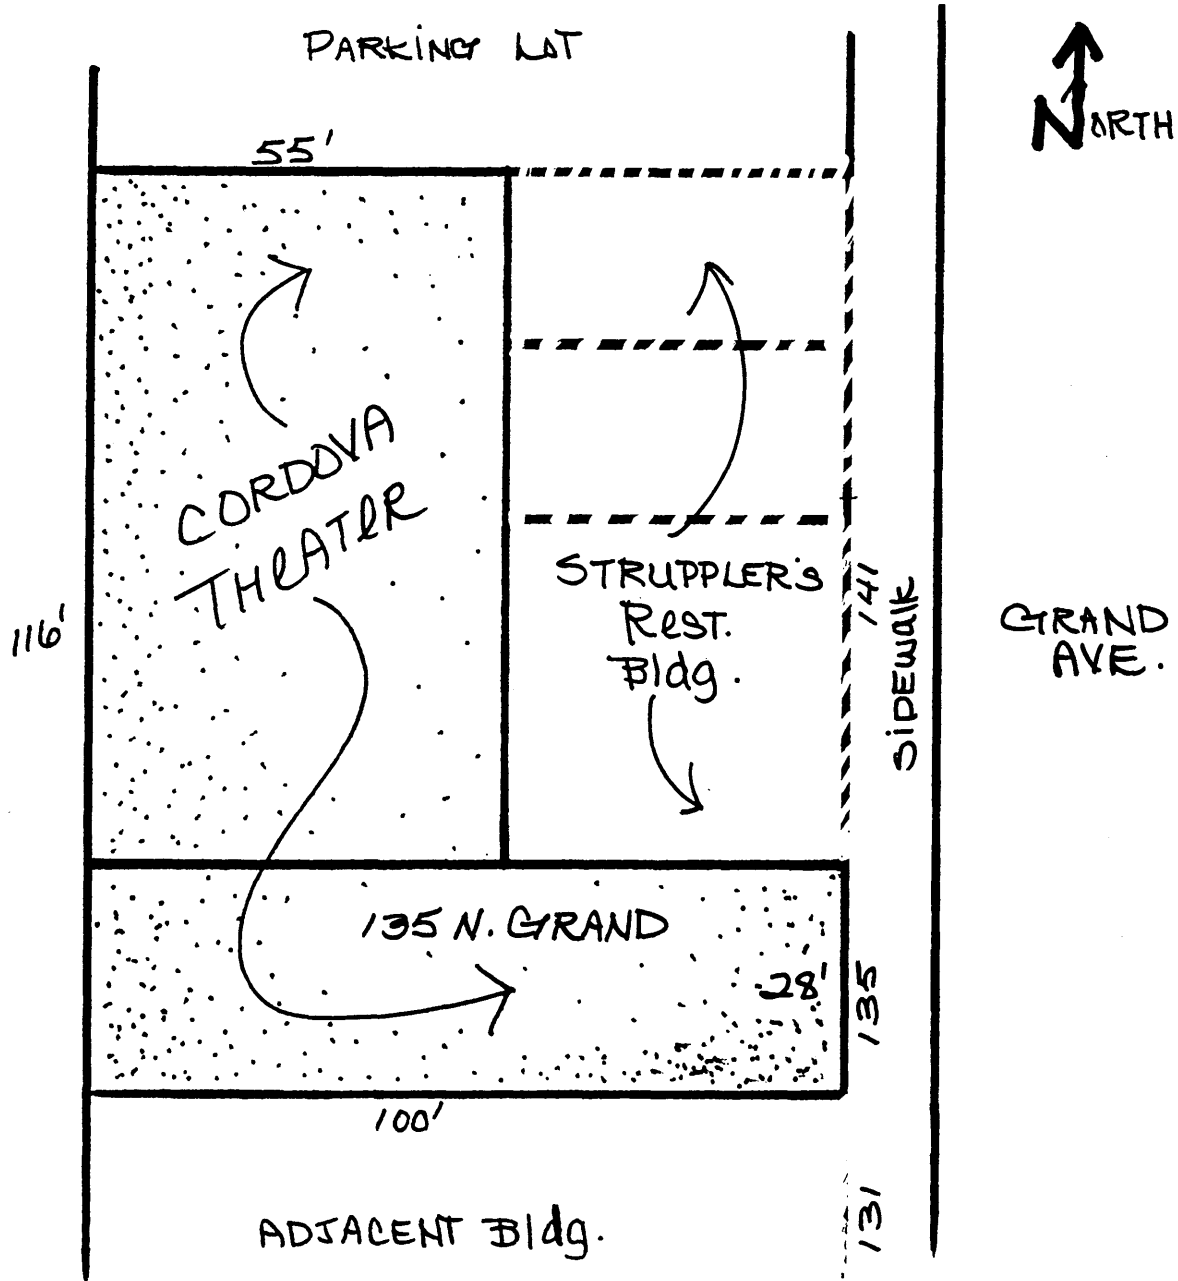 PARKING LOT
NORTH
55'
CORDOVA
THEATER
STRUPPLER'S
REST.
Bldg.
141
SIDEWALK
GRAND
AVE.
116'
135 N. GRAND
28'
135
100'
ADJACENT Bldg.
131